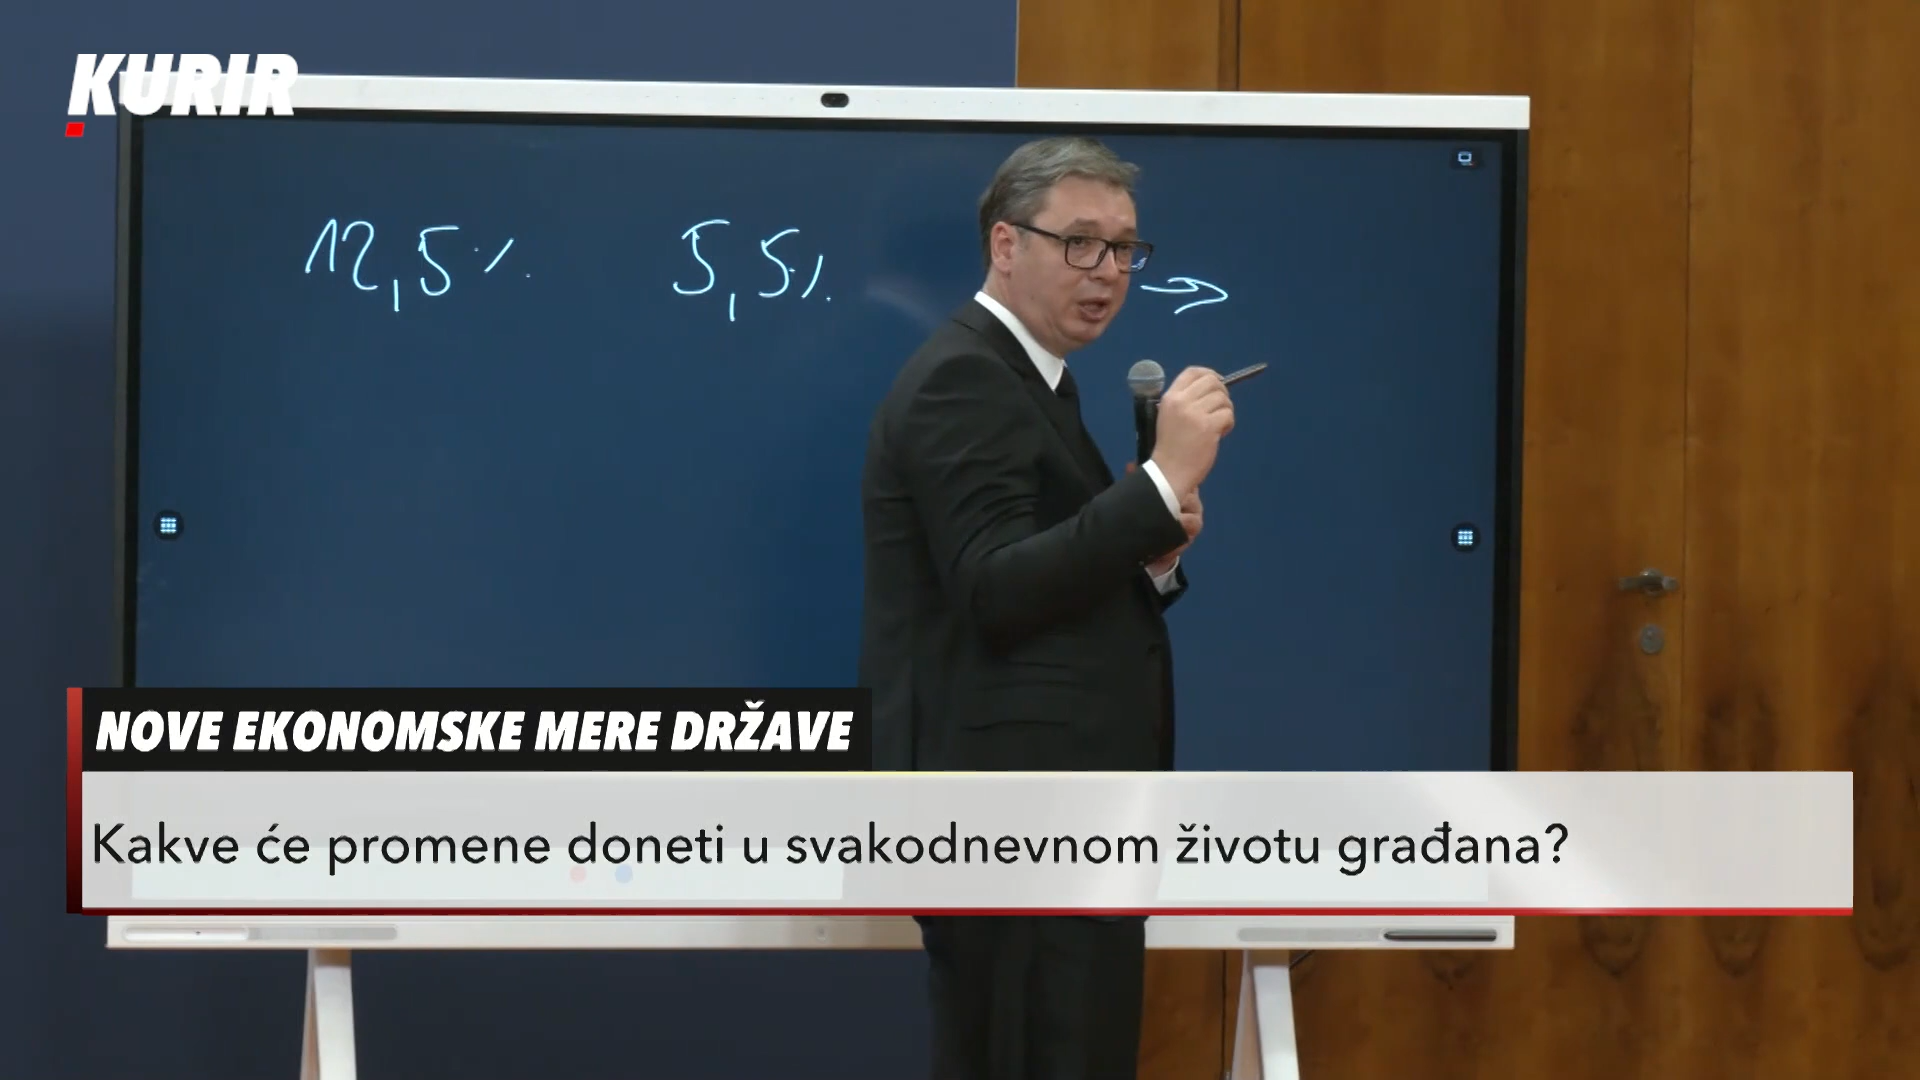 KURIR
12,5%
5,5%
NOVE EKONOMSKE MERE DRŽAVE
Kakve će promene doneti u svakodnevnom životu građana?